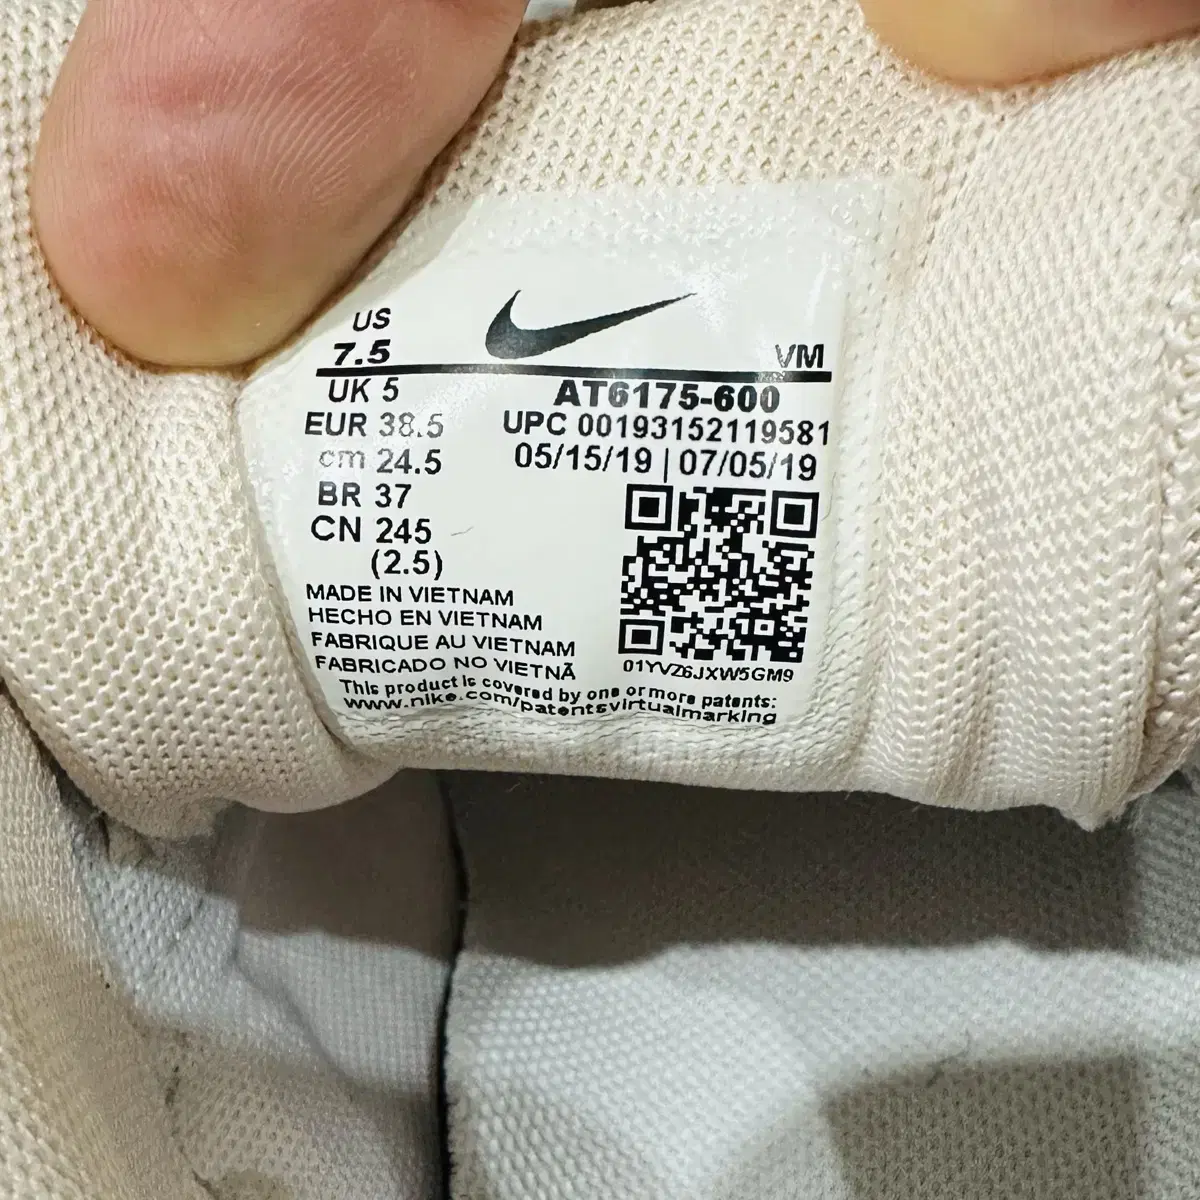 US
7.5
VM
UK 5
AT6175-600
EUR 38.5
UPC 00193152119581
cm 24.5
05/15/19 | 07/05/19
BR 37
CN 245
(2.5)
MADE IN VIETNAM
HECHO EN VIETNAM
FABRIQUE AU VIETNAM
FABRICADO NO VIETNÃ
01YVZ6JXW5GM9
This product is covered by one or more patents:
www.nike.com/patentsvirtualmarking